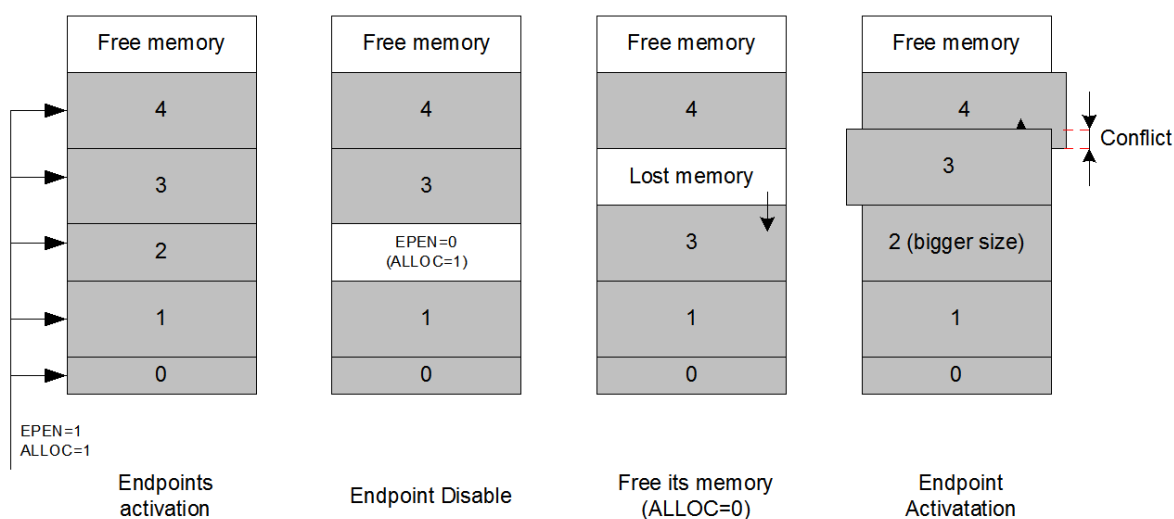 Free memory
4
3
2
1
0
EPEN=1
ALLOC=1
Endpoints
activation
Free memory
4
3
EPEN=0
(ALLOC=1)
1
0
Endpoint Disable
Free memory
4
Lost memory
3
1
0
Free its memory
(ALLOC=0)
Free memory
4
Conflict
3
2 (bigger size)
1
0
Endpoint
Activatation